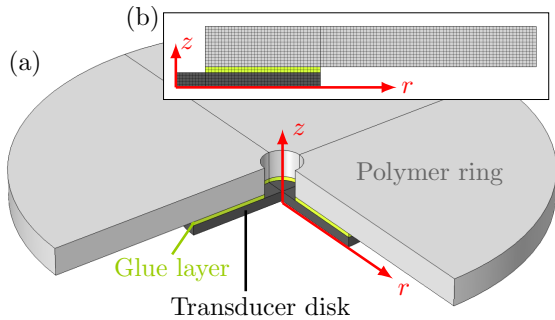 (b)
z
r
(a)
z
Polymer ring
Glue layer
r
Transducer disk